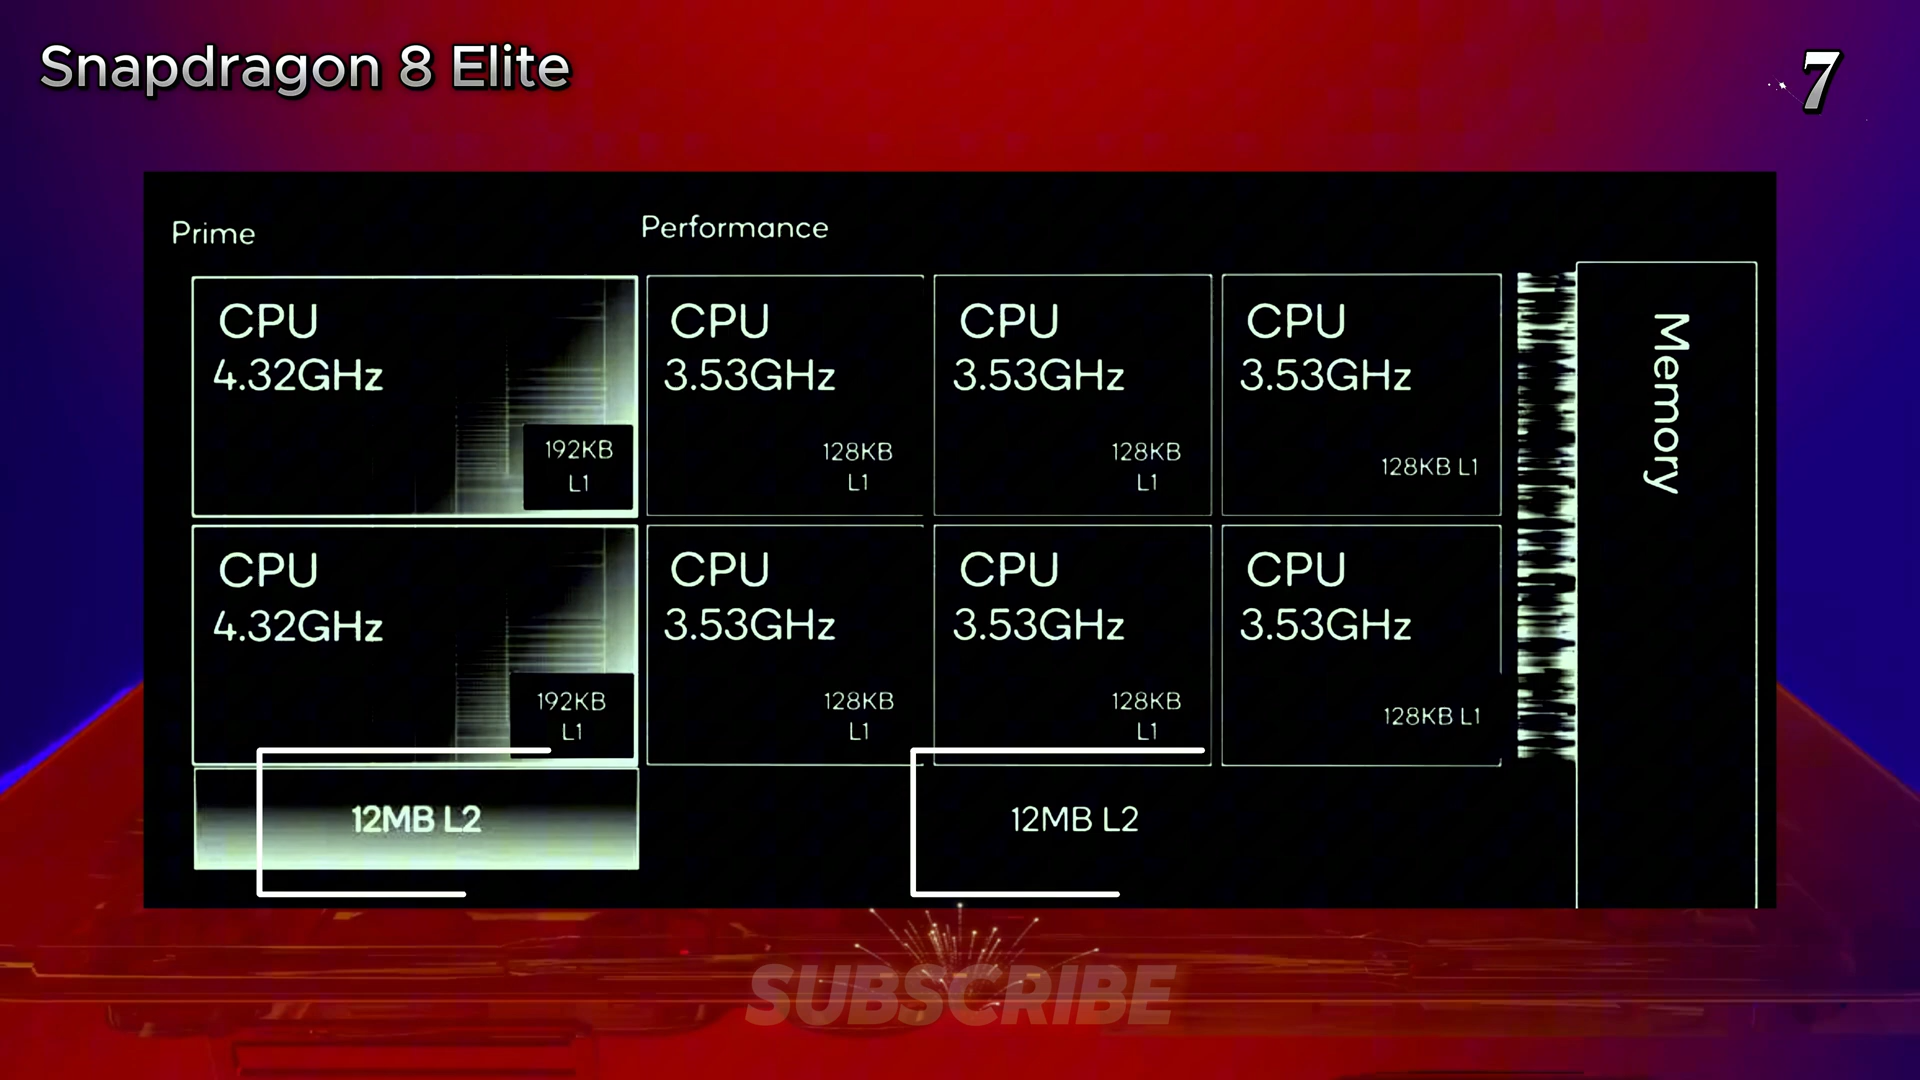 Snapdragon 8 Elite
7
Prime
Performance
CPU
4.32GHz
192KB
L1
CPU
3.53GHz
128KB
L1
CPU
3.53GHz
128KB
L1
CPU
3.53GHz
128KB L1
Memory
CPU
4.32GHz
192KB
L1
CPU
3.53GHz
128KB
L1
CPU
3.53GHz
128KB
L1
CPU
3.53GHz
128KB L1
12MB L2
12MB L2
SUBSCRIBE